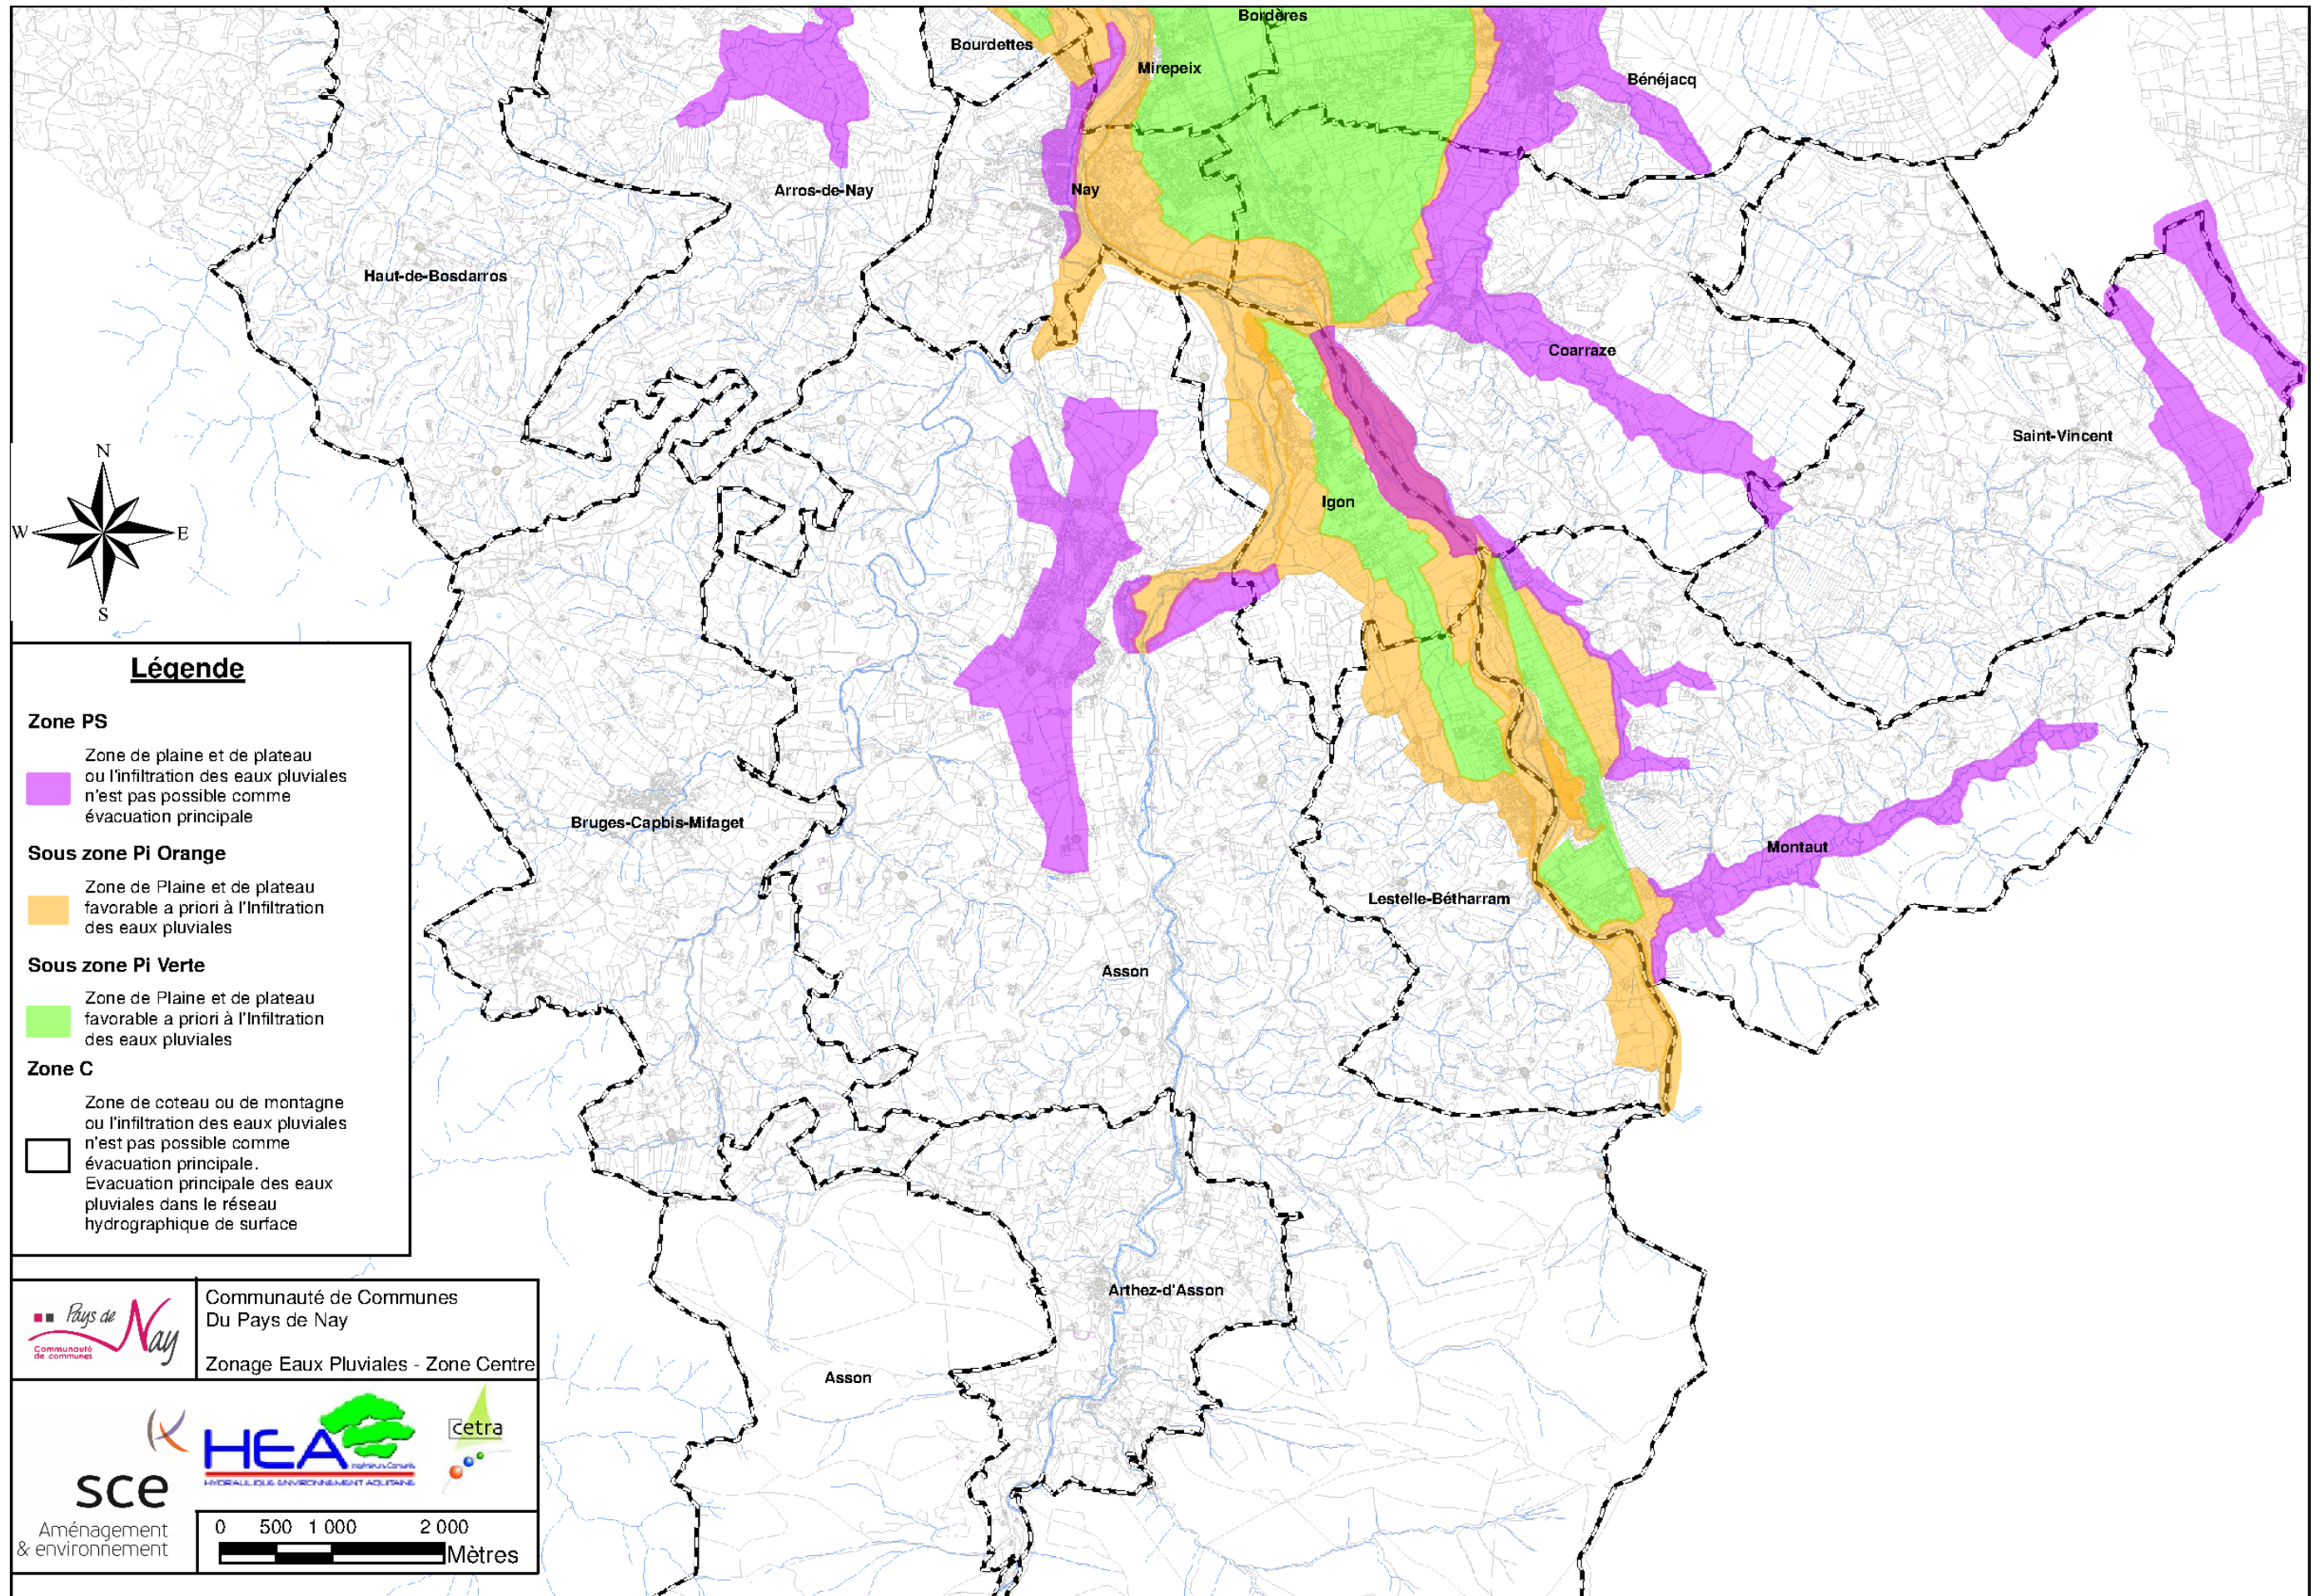 Bordères
Bourdettes
Mirepeix
Bénéjacq
Arros-de-Nay
Nay
Haut-de-Bosdarros
Coarraze
Saint-Vincent
Igon
N
W
E
S
Bruges-Capbis-Mifaget
Montaut
Lestelle-Bétharram
Asson
Arthez-d'Asson
Asson
Légende
Zone PS
Zone de plaine et de plateau
ou l'infiltration des eaux pluviales
n'est pas possible comme
évacuation principale
Sous zone Pi Orange
Zone de Plaine et de plateau
favorable a priori à l'Infiltration
des eaux pluviales
Sous zone Pi Verte
Zone de Plaine et de plateau
favorable a priori à l'Infiltration
des eaux pluviales
Zone C
Zone de coteau ou de montagne
ou l'infiltration des eaux pluviales
n'est pas possible comme
évacuation principale.
Evacuation principale des eaux
pluviales dans le réseau
hydrographique de surface
Pays de
Nay
Communauté
de communes
Communauté de Communes
Du Pays de Nay
Zonage Eaux Pluviales - Zone Centre
sce
Aménagement
& environnement
HEA
Ingénieurs Conseils
HYDRAULIQUE ENVIRONNEMENT AQUITAINE
cetra
0 500 1 000 2 000
Mètres